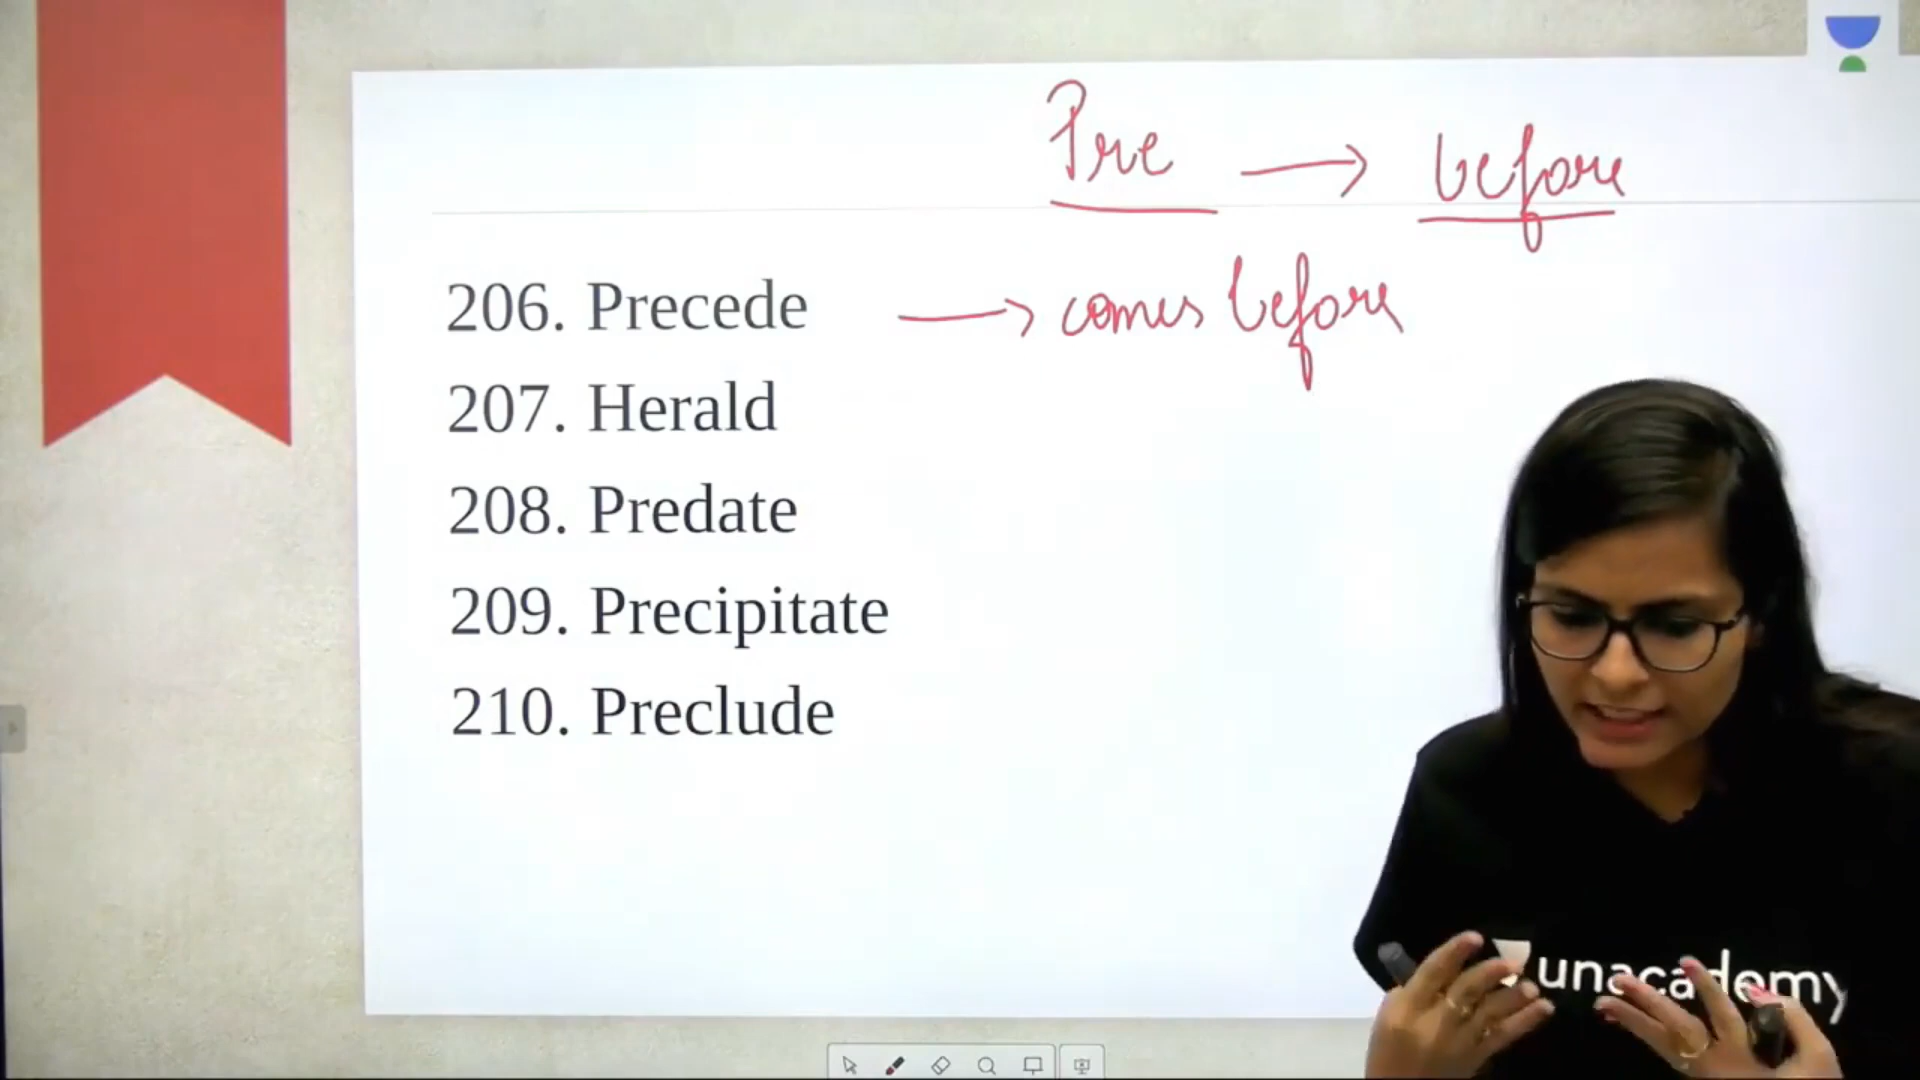 Pre → before
206. Precede → comes before
207. Herald
208. Predate
209. Precipitate
210. Preclude
unacademy